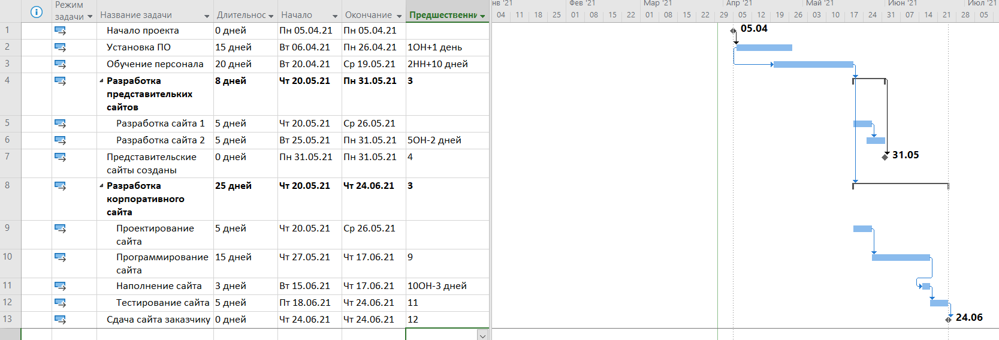 Режим задачи Название задачи Длительнос Начало Окончание Предшественни
нв '21 Фев '21 Мар '21 Апр '21 Май '21 Июн '21 Июл '21
04 11 18 25 01 08 15 22 01 08 15 22 29 05 12 19 26 03 10 17 24 31 07 14 21 28 05
1 Начало проекта 0 дней Пн 05.04.21 Пн 05.04.21
05.04
2 Установка ПО 15 дней Вт 06.04.21 Пн 26.04.21 1ОН+1 день
3 Обучение персонала 20 дней Вт 20.04.21 Ср 19.05.21 2НН+10 дней
4 Разработка представительких сайтов 8 дней Чт 20.05.21 Пн 31.05.21 3
5 Разработка сайта 1 5 дней Чт 20.05.21 Ср 26.05.21
6 Разработка сайта 2 5 дней Вт 25.05.21 Пн 31.05.21 5ОН-2 дней
7 Представительские сайты созданы 0 дней Пн 31.05.21 Пн 31.05.21 4
31.05
8 Разработка корпоративного сайта 25 дней Чт 20.05.21 Чт 24.06.21 3
9 Проектирование сайта 5 дней Чт 20.05.21 Ср 26.05.21
10 Программирование сайта 15 дней Чт 27.05.21 Чт 17.06.21 9
11 Наполнение сайта 3 дней Вт 15.06.21 Чт 17.06.21 10ОН-3 дней
12 Тестирование сайта 5 дней Пт 18.06.21 Чт 24.06.21 11
13 Сдача сайта заказчику 0 дней Чт 24.06.21 Чт 24.06.21 12
24.06